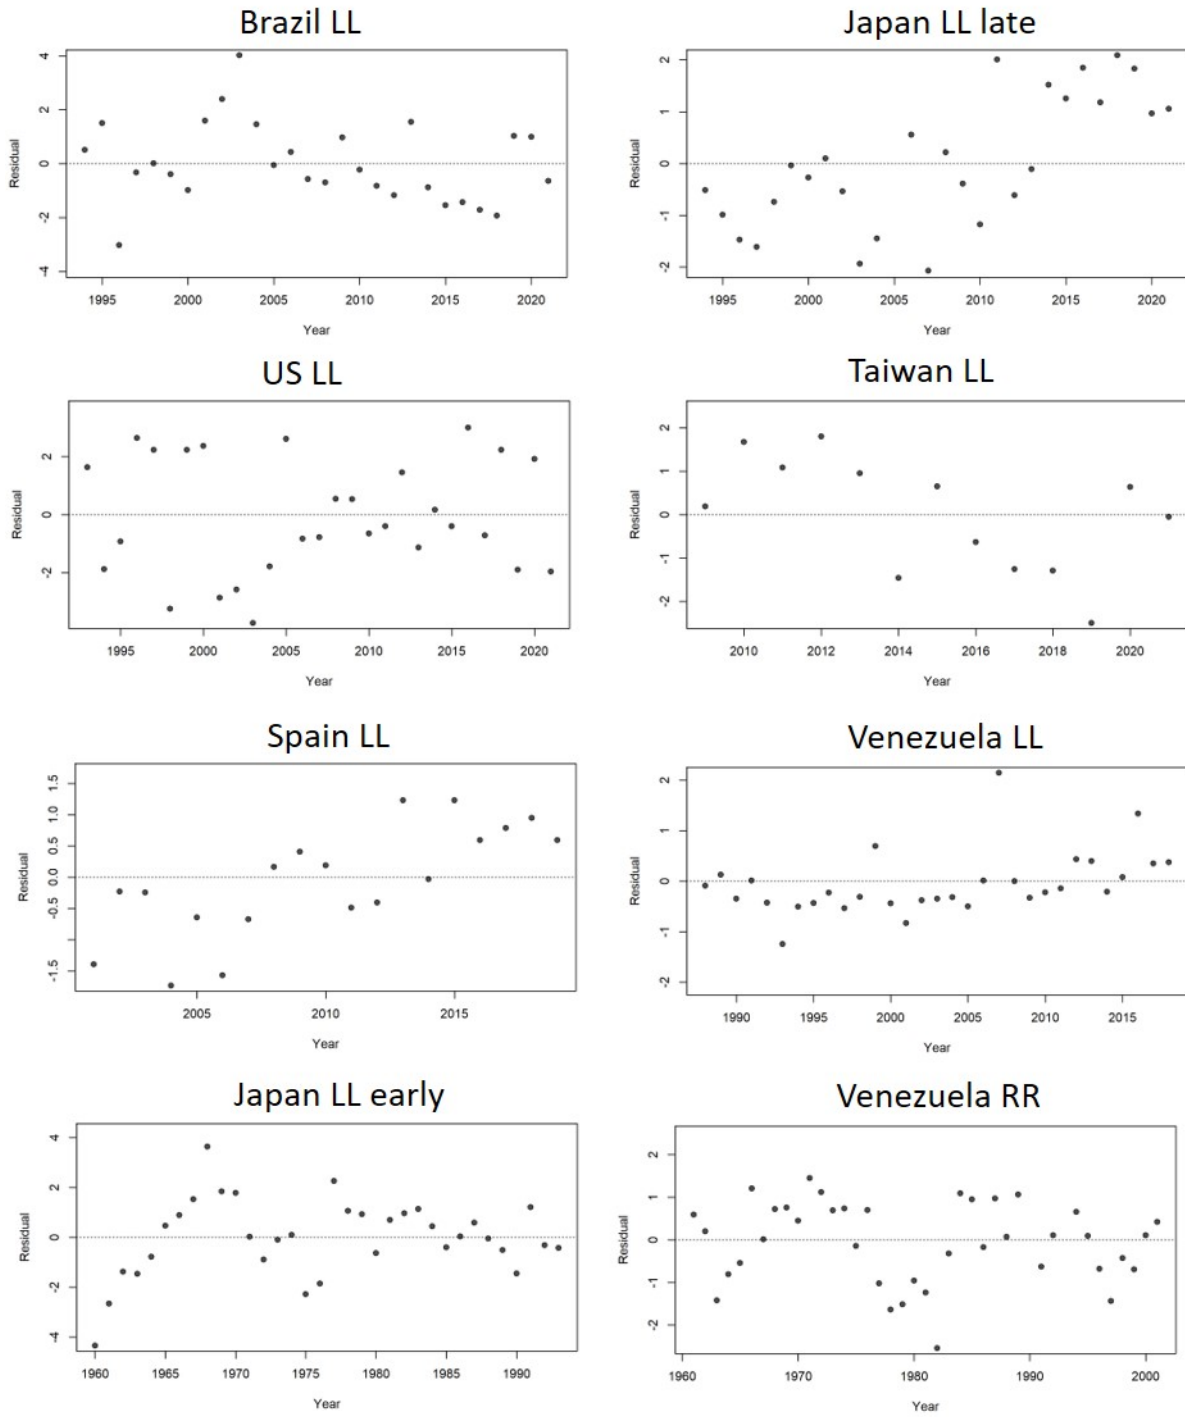 Brazil LL
Japan LL late
4
2
0
-2
-4
Residual
1995 2000 2005 2010 2015 2020
Year
2
1
0
-1
-2
Residual
1995 2000 2005 2010 2015 2020
Year
US LL
Taiwan LL
2
0
-2
Residual
1995 2000 2005 2010 2015 2020
Year
2
1
0
-1
-2
Residual
2010 2012 2014 2016 2018 2020
Year
Spain LL
Venezuela LL
1.5
1.0
0.5
0.0
-0.5
-1.5
Residual
2005 2010 2015
Year
2
1
0
-1
-2
Residual
1990 1995 2000 2005 2010 2015
Year
Japan LL early
Venezuela RR
4
2
0
-2
-4
Residual
1960 1965 1970 1975 1980 1985 1990
Year
2
1
0
-1
-2
Residual
1960 1970 1980 1990 2000
Year